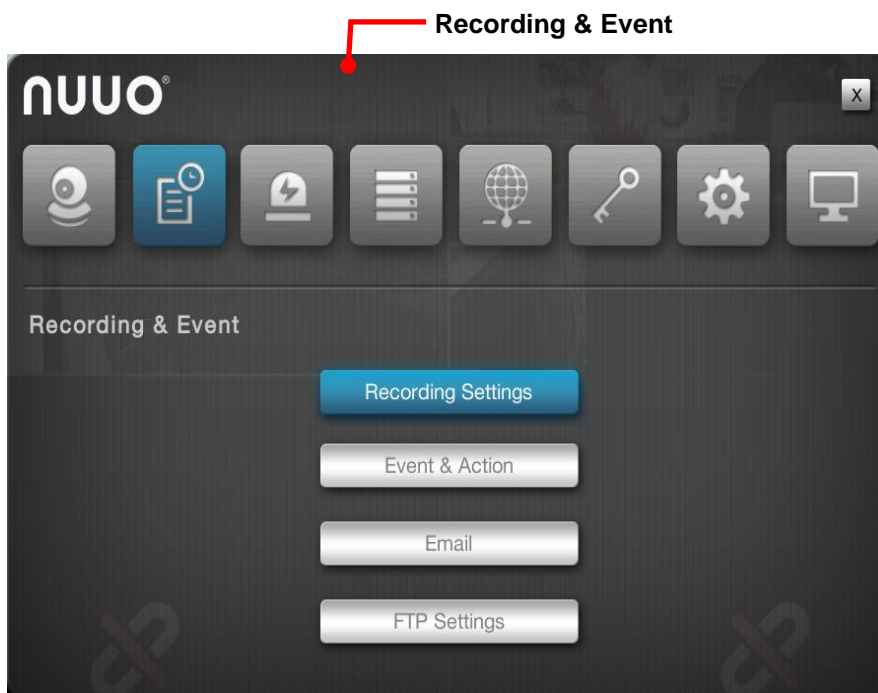 Recording & Event
NUUO®
X
Recording & Event
Recording Settings
Event & Action
Email
FTP Settings